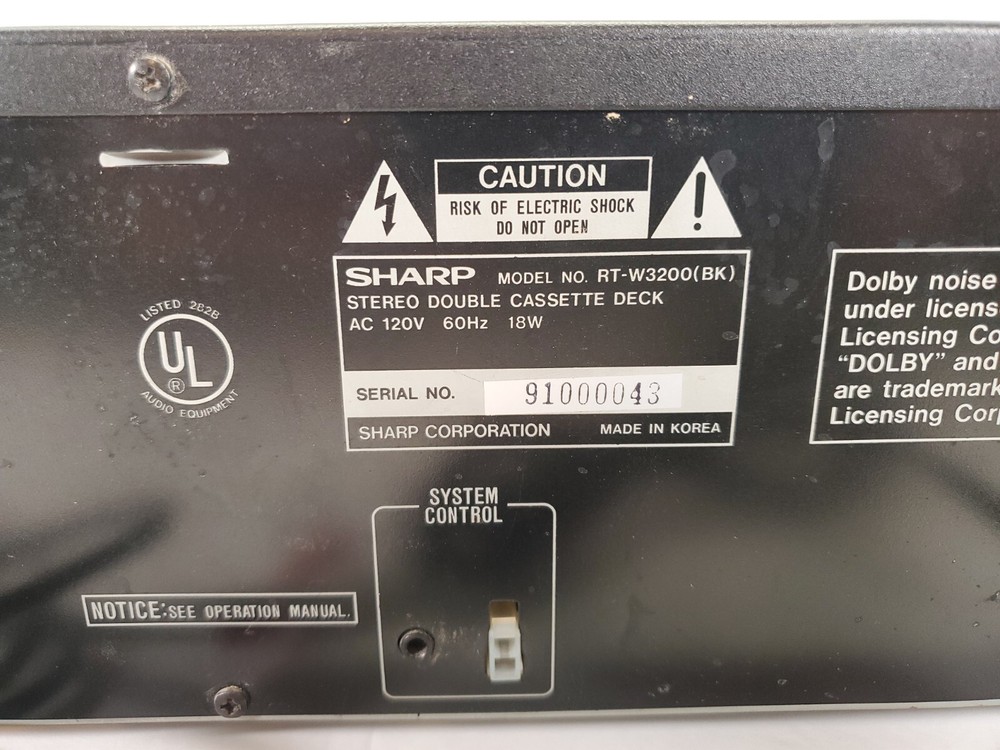 CAUTION
RISK OF ELECTRIC SHOCK
DO NOT OPEN
SHARP MODEL NO. RT-W3200(BK)
STEREO DOUBLE CASSETTE DECK
AC 120V 60Hz 18W
SERIAL NO. 91000043
SHARP CORPORATION MADE IN KOREA
LISTED 282B
UL
®
AUDIO EQUIPMENT
Dolby noise
under licens
Licensing Co
“DOLBY” and
are trademark
Licensing Corp
SYSTEM
CONTROL
NOTICE:SEE OPERATION MANUAL.